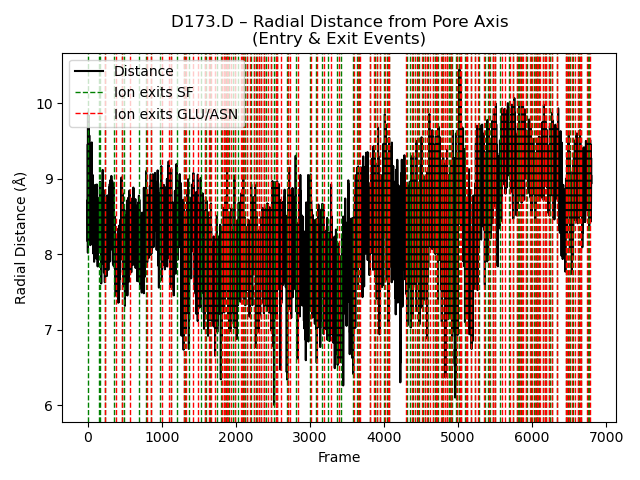 D173.D – Radial Distance from Pore Axis
(Entry & Exit Events)
Distance
Ion exits SF
Ion exits GLU/ASN
Radial Distance (Å)
10
9
8
7
6
0 1000 2000 3000 4000 5000 6000 7000
Frame